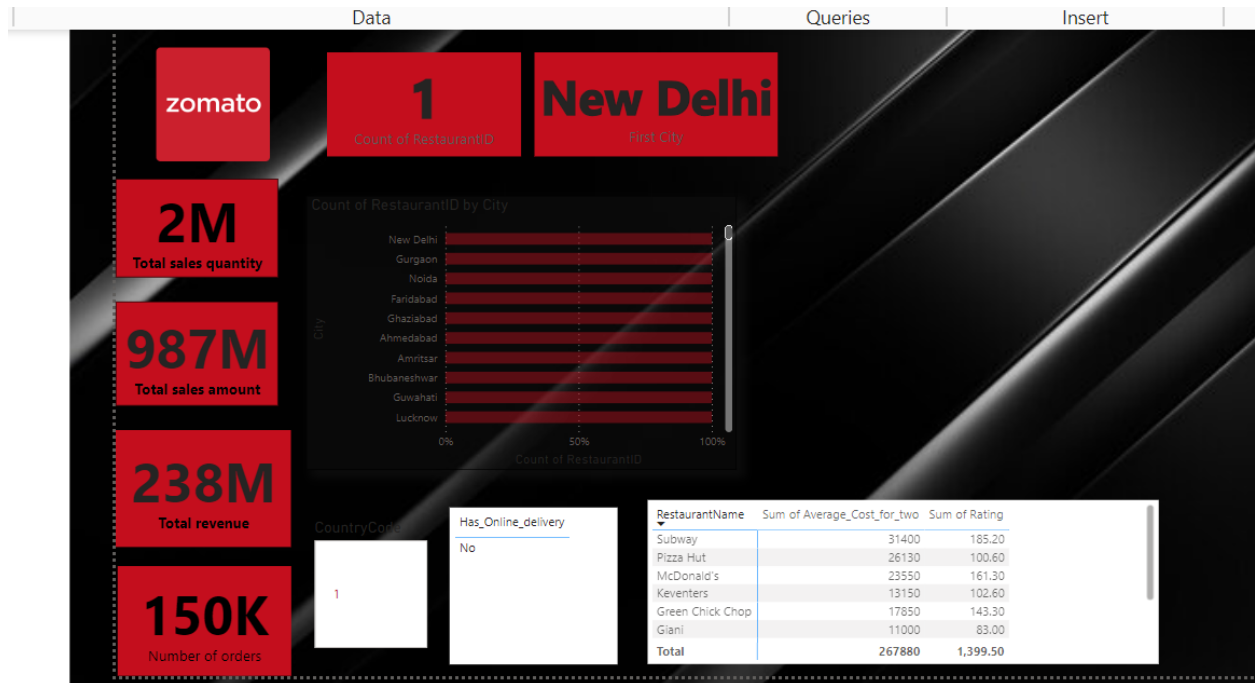 Data Queries Insert
zomato
1
Count of RestaurantID
New Delhi
First City
2M
Total sales quantity
987M
Total sales amount
238M
Total revenue
150K
Number of orders
Count of RestaurantID by City
City
New Delhi
Gurgaon
Noida
Faridabad
Ghaziabad
Ahmedabad
Amritsar
Bhubaneshwar
Guwahati
Lucknow
0% 50% 100%
Count of RestaurantID
CountryCode
1
Has_Online_delivery
No
RestaurantName Sum of Average_Cost_for_two Sum of Rating
Subway 31400 185.20
Pizza Hut 26130 100.60
McDonald's 23550 161.30
Keventers 13150 102.60
Green Chick Chop 17850 143.30
Giani 11000 83.00
Total 267880 1,399.50